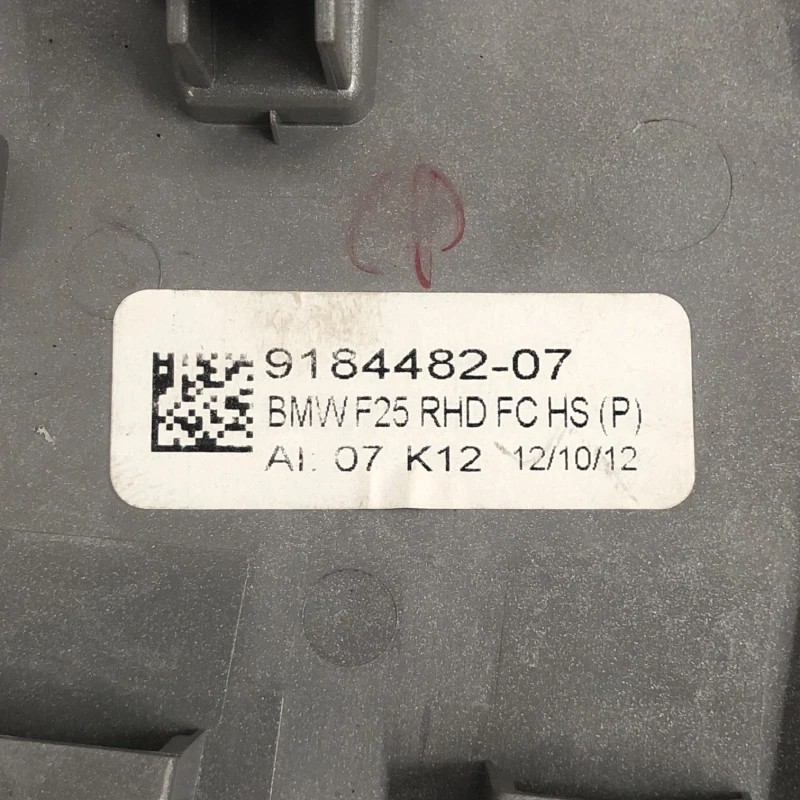 9184482-07
BMW F25 RHD FC HS (P)
AI: 07 K12 12/10/12